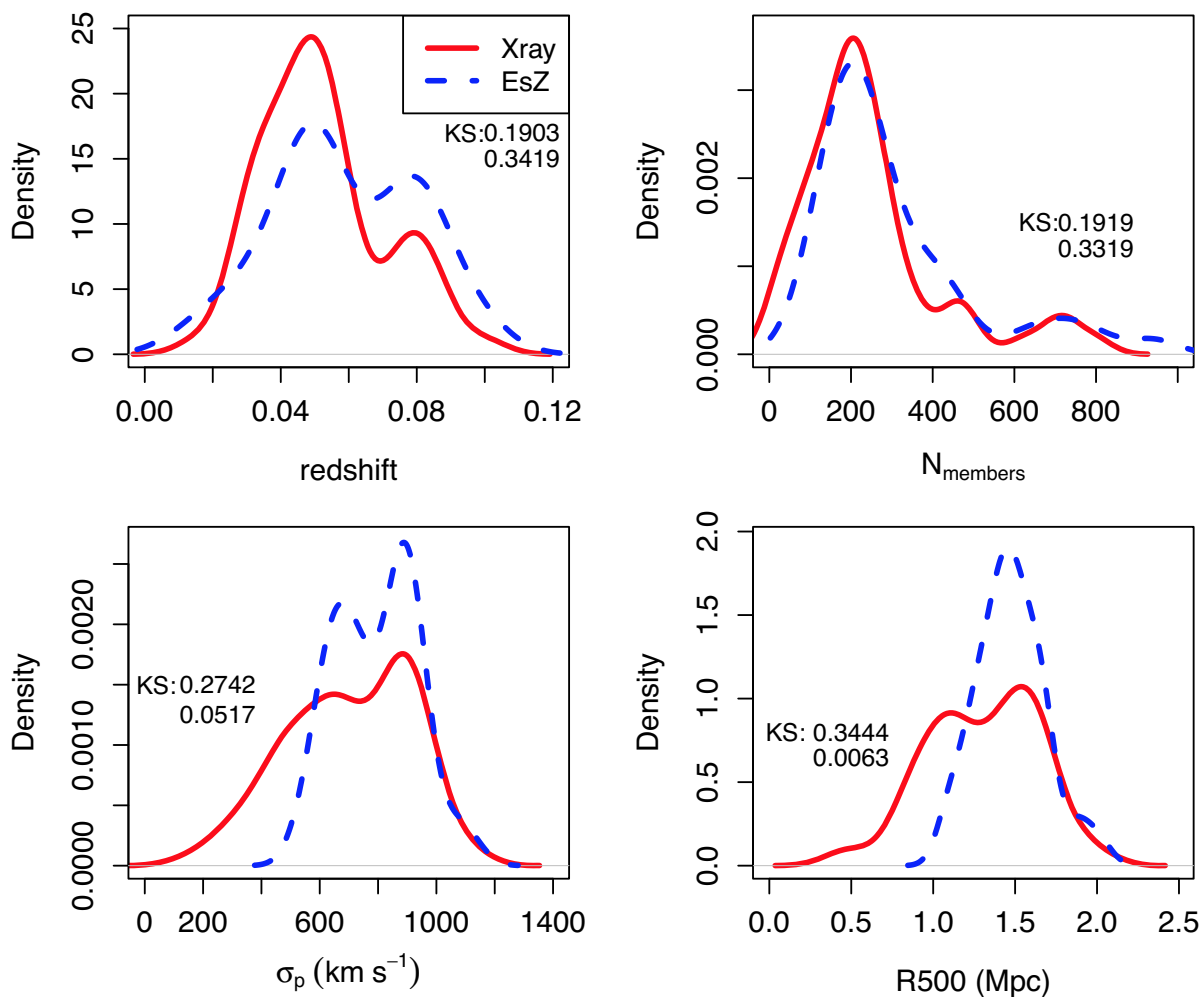 25
20
15
10
5
0
Density
Xray
EsZ
KS:0.1903
0.3419
0.00
0.04
0.08
0.12
redshift
0.002
0.000
Density
KS:0.1919
0.3319
0
200
400
600
800
N_members
0.0020
0.0010
0.0000
Density
KS:0.2742
0.0517
0
200
600
1000
1400
σ_p (km s⁻¹)
2.0
1.5
1.0
0.5
0.0
Density
KS: 0.3444
0.0063
0.0
0.5
1.0
1.5
2.0
2.5
R500 (Mpc)